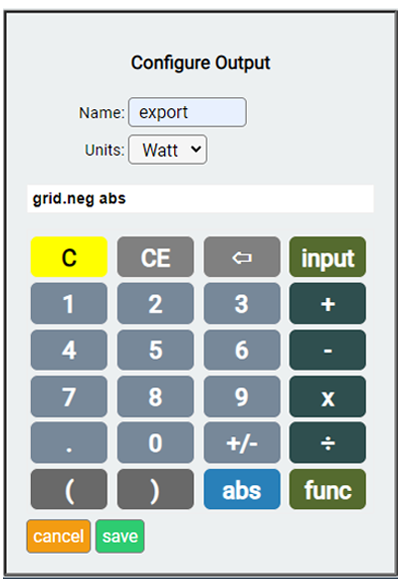 Configure Output
Name: export
Units: Watt
grid.neg abs
C CE ⇦ input
1 2 3 +
4 5 6 -
7 8 9 x
. 0 +/- ÷
( ) abs func
cancel save